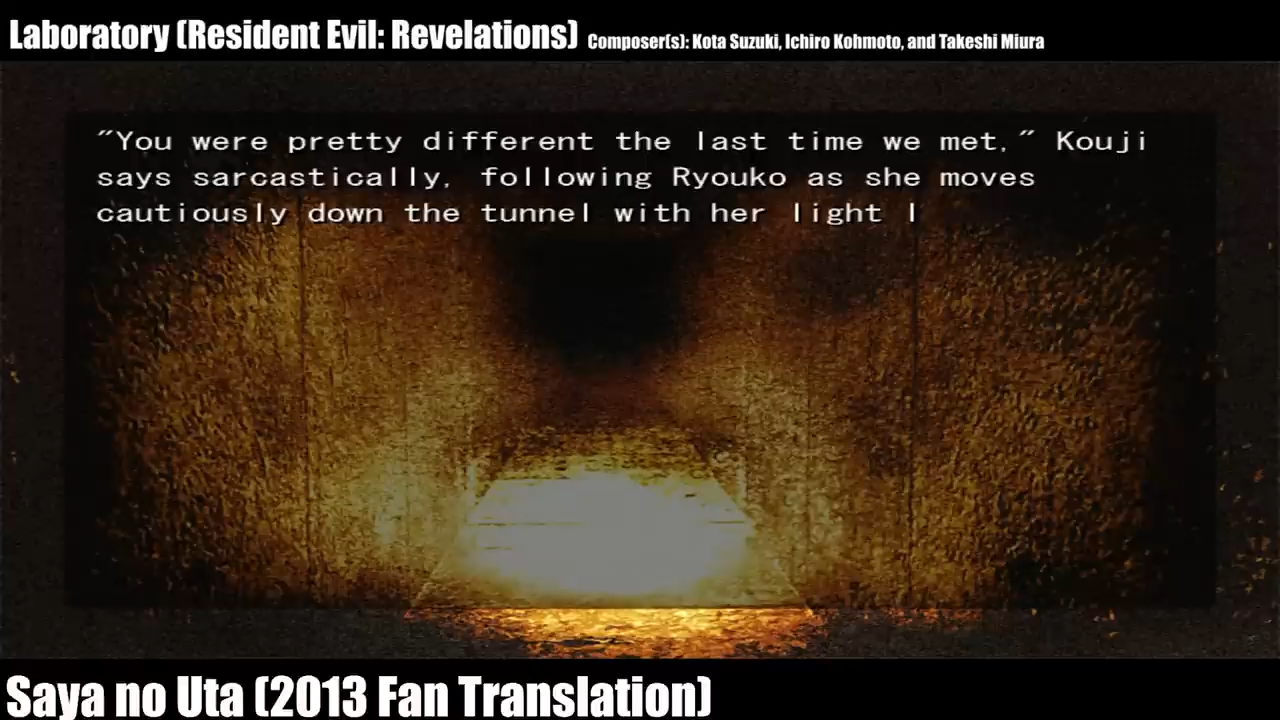 Laboratory (Resident Evil: Revelations) Composer(s): Kota Suzuki, Ichiro Kohmoto, and Takeshi Miura
"You were pretty different the last time we met," Kouji
says sarcastically, following Ryouko as she moves
cautiously down the tunnel with her light l
Saya no Uta (2013 Fan Translation)